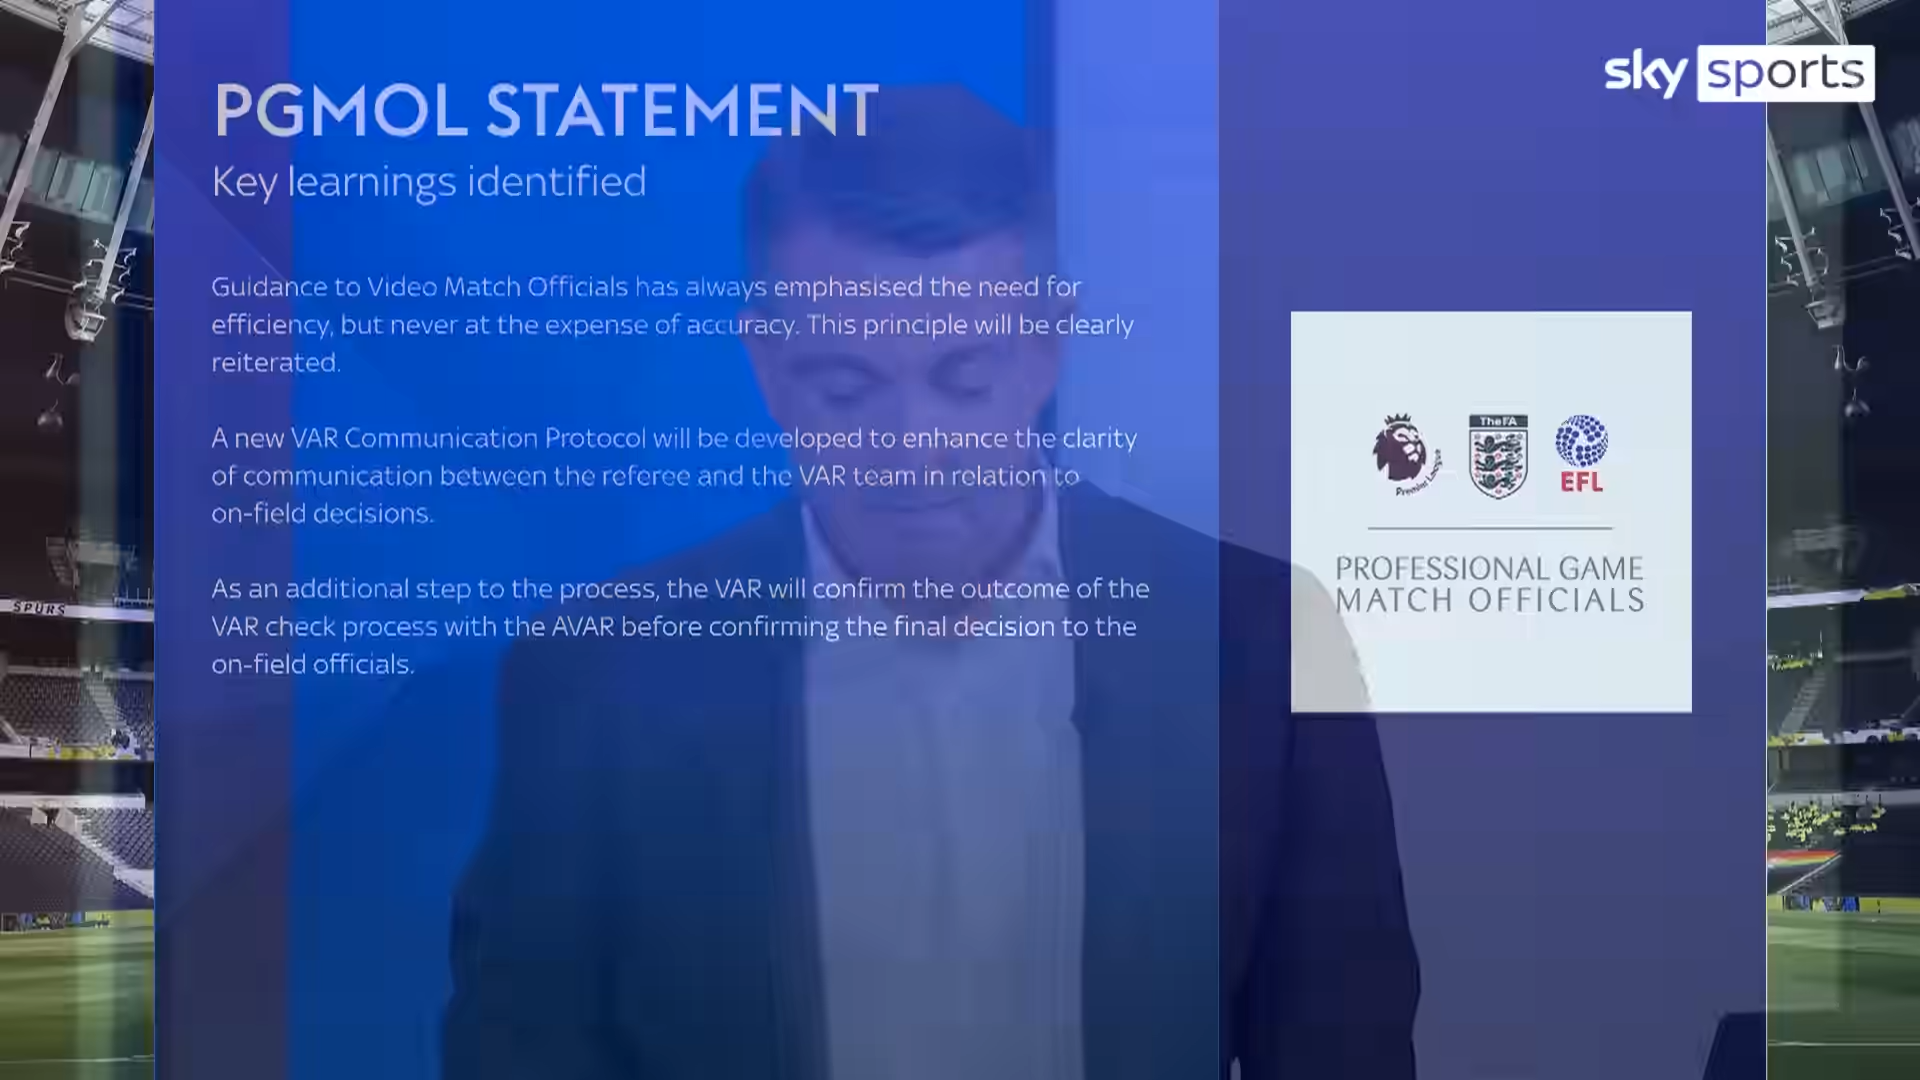 sky sports
PGMOL STATEMENT
Key learnings identified
Guidance to Video Match Officials has always emphasised the need for
efficiency, but never at the expense of accuracy. This principle will be clearly
reiterated.
A new VAR Communication Protocol will be developed to enhance the clarity
of communication between the referee and the VAR team in relation to
on-field decisions.
As an additional step to the process, the VAR will confirm the outcome of the
VAR check process with the AVAR before confirming the final decision to the
on-field officials.
Premier League
The FA
EFL
PROFESSIONAL GAME
MATCH OFFICIALS
SPURS